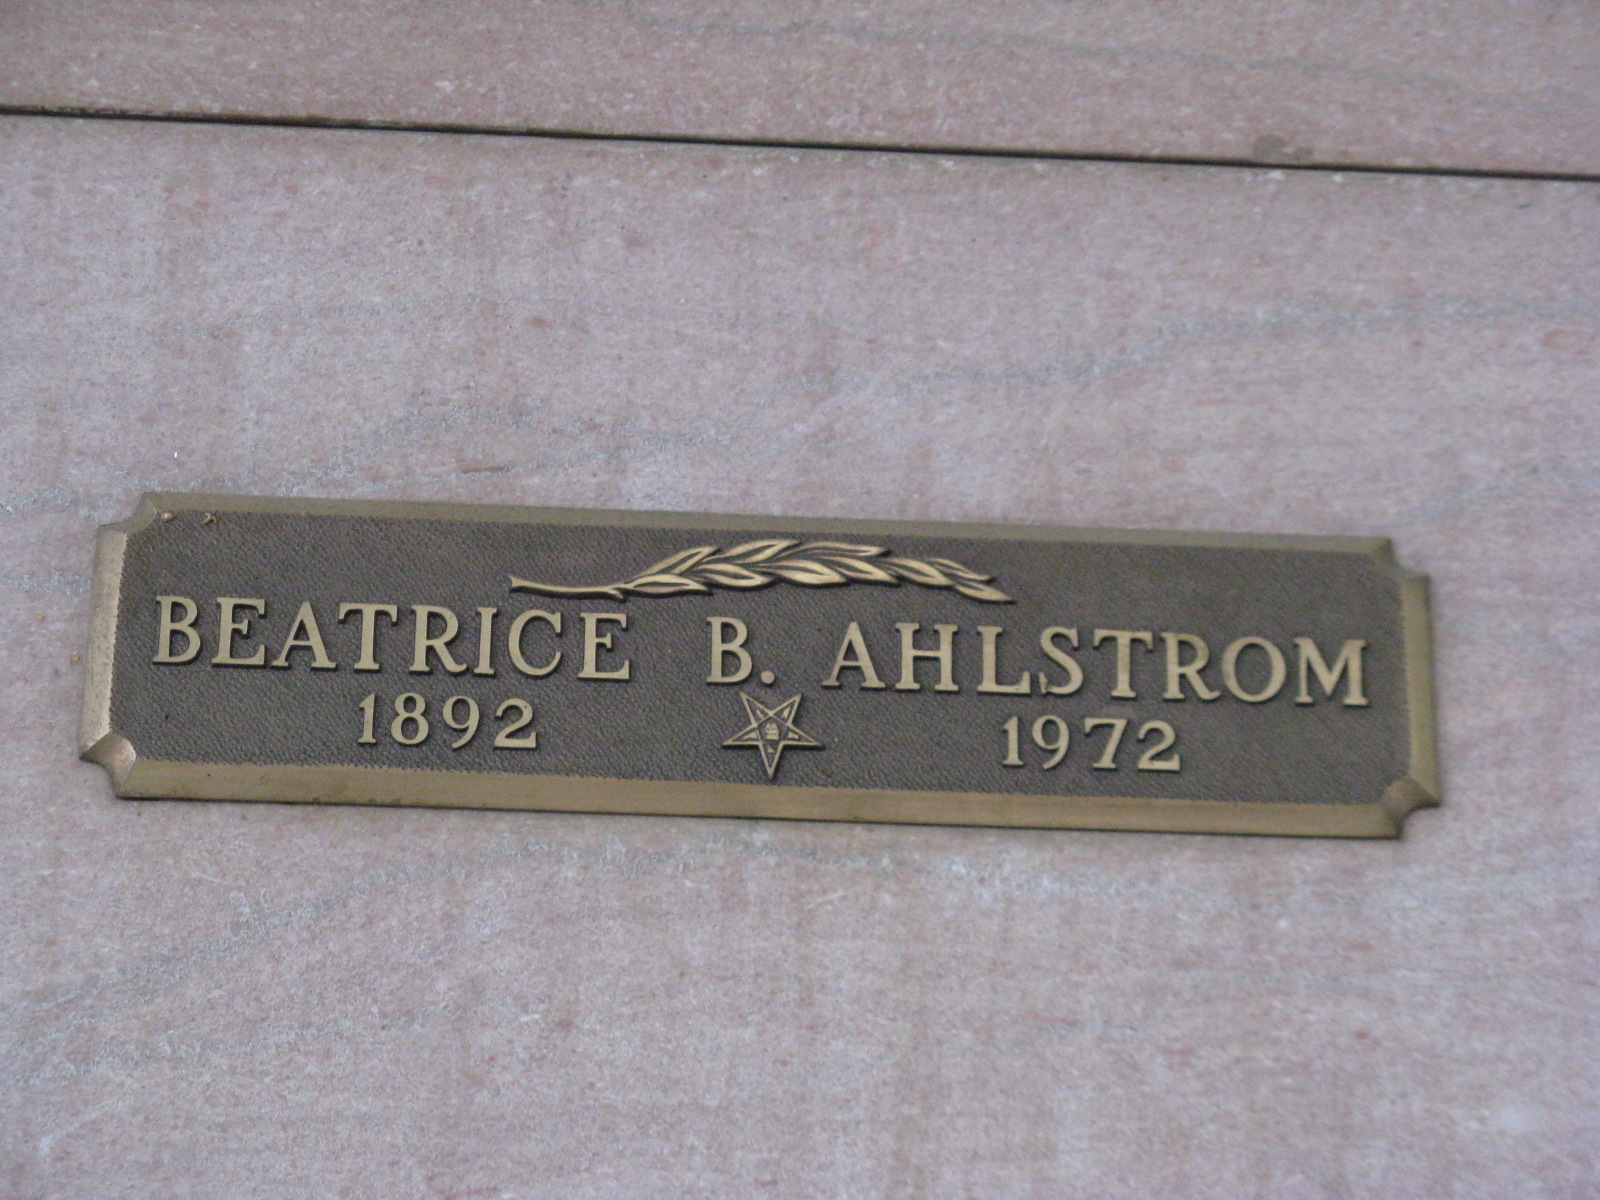 BEATRICE B. AHLSTROM
1892 1972